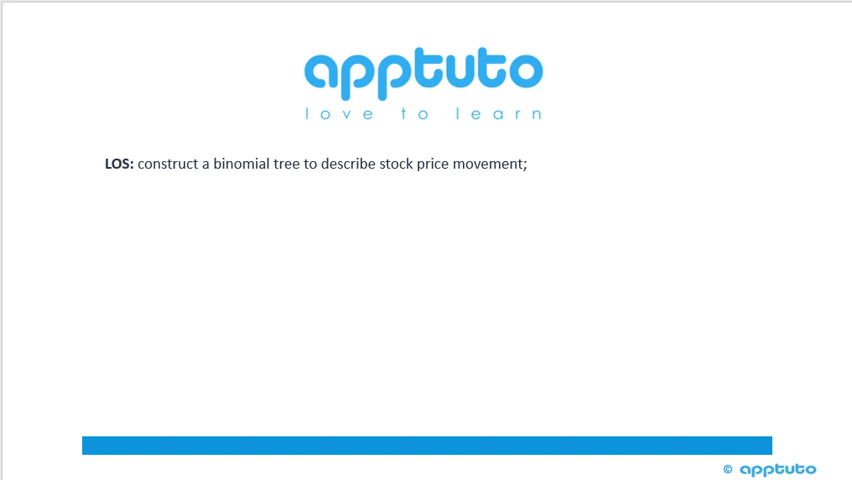 apptuto
love to learn
LOS: construct a binomial tree to describe stock price movement;
© apptuto